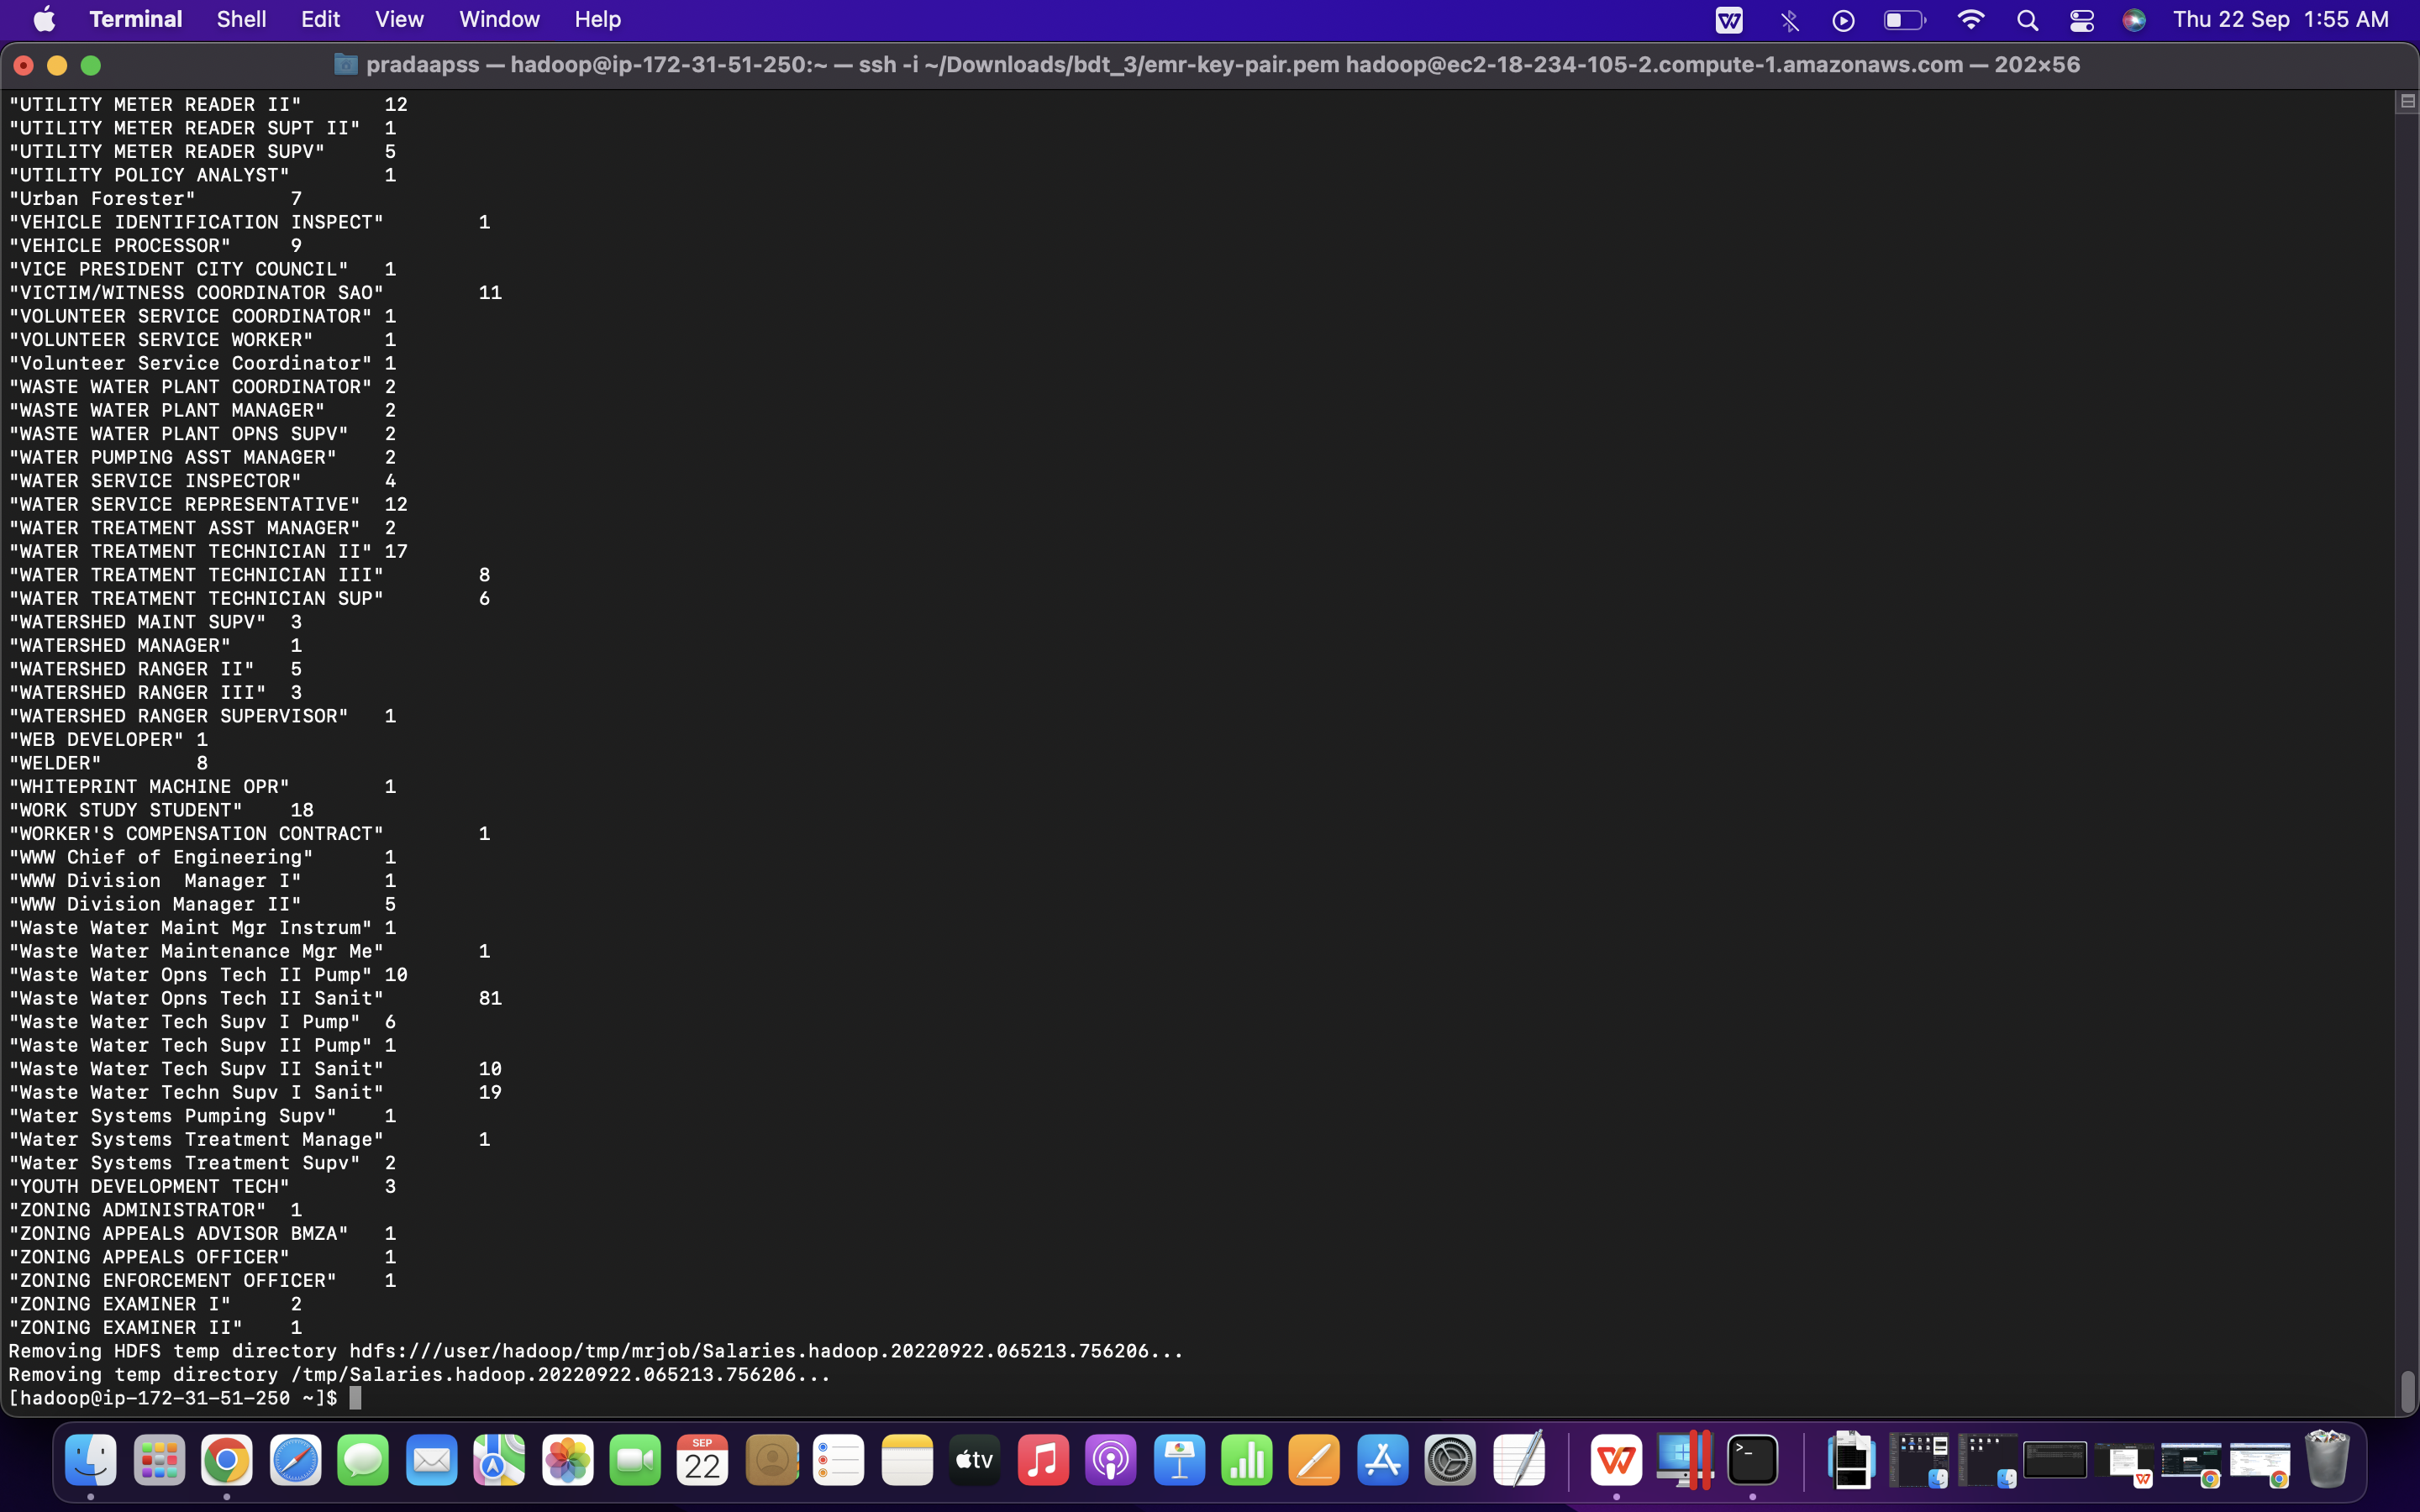 Terminal Shell Edit View Window Help Thu 22 Sep 1:55 AM
pradaapss — hadoop@ip-172-31-51-250:~ — ssh -i ~/Downloads/bdt_3/emr-key-pair.pem hadoop@ec2-18-234-105-2.compute-1.amazonaws.com — 202×56
"UTILITY METER READER II" 12
"UTILITY METER READER SUPT II" 1
"UTILITY METER READER SUPV" 5
"UTILITY POLICY ANALYST" 1
"Urban Forester" 7
"VEHICLE IDENTIFICATION INSPECT" 1
"VEHICLE PROCESSOR" 9
"VICE PRESIDENT CITY COUNCIL" 1
"VICTIM/WITNESS COORDINATOR SAO" 11
"VOLUNTEER SERVICE COORDINATOR" 1
"VOLUNTEER SERVICE WORKER" 1
"Volunteer Service Coordinator" 1
"WASTE WATER PLANT COORDINATOR" 2
"WASTE WATER PLANT MANAGER" 2
"WASTE WATER PLANT OPNS SUPV" 2
"WATER PUMPING ASST MANAGER" 2
"WATER SERVICE INSPECTOR" 4
"WATER SERVICE REPRESENTATIVE" 12
"WATER TREATMENT ASST MANAGER" 2
"WATER TREATMENT TECHNICIAN II" 17
"WATER TREATMENT TECHNICIAN III" 8
"WATER TREATMENT TECHNICIAN SUP" 6
"WATERSHED MAINT SUPV" 3
"WATERSHED MANAGER" 1
"WATERSHED RANGER II" 5
"WATERSHED RANGER III" 3
"WATERSHED RANGER SUPERVISOR" 1
"WEB DEVELOPER" 1
"WELDER" 8
"WHITEPRINT MACHINE OPR" 1
"WORK STUDY STUDENT" 18
"WORKER'S COMPENSATION CONTRACT" 1
"WWW Chief of Engineering" 1
"WWW Division  Manager I" 1
"WWW Division Manager II" 5
"Waste Water Maint Mgr Instrum" 1
"Waste Water Maintenance Mgr Me" 1
"Waste Water Opns Tech II Pump" 10
"Waste Water Opns Tech II Sanit" 81
"Waste Water Tech Supv I Pump" 6
"Waste Water Tech Supv II Pump" 1
"Waste Water Tech Supv II Sanit" 10
"Waste Water Techn Supv I Sanit" 19
"Water Systems Pumping Supv" 1
"Water Systems Treatment Manage" 1
"Water Systems Treatment Supv" 2
"YOUTH DEVELOPMENT TECH" 3
"ZONING ADMINISTRATOR" 1
"ZONING APPEALS ADVISOR BMZA" 1
"ZONING APPEALS OFFICER" 1
"ZONING ENFORCEMENT OFFICER" 1
"ZONING EXAMINER I" 2
"ZONING EXAMINER II" 1
Removing HDFS temp directory hdfs:///user/hadoop/tmp/mrjob/Salaries.hadoop.20220922.065213.756206...
Removing temp directory /tmp/Salaries.hadoop.20220922.065213.756206...
[hadoop@ip-172-31-51-250 ~]$
SEP
22
tv